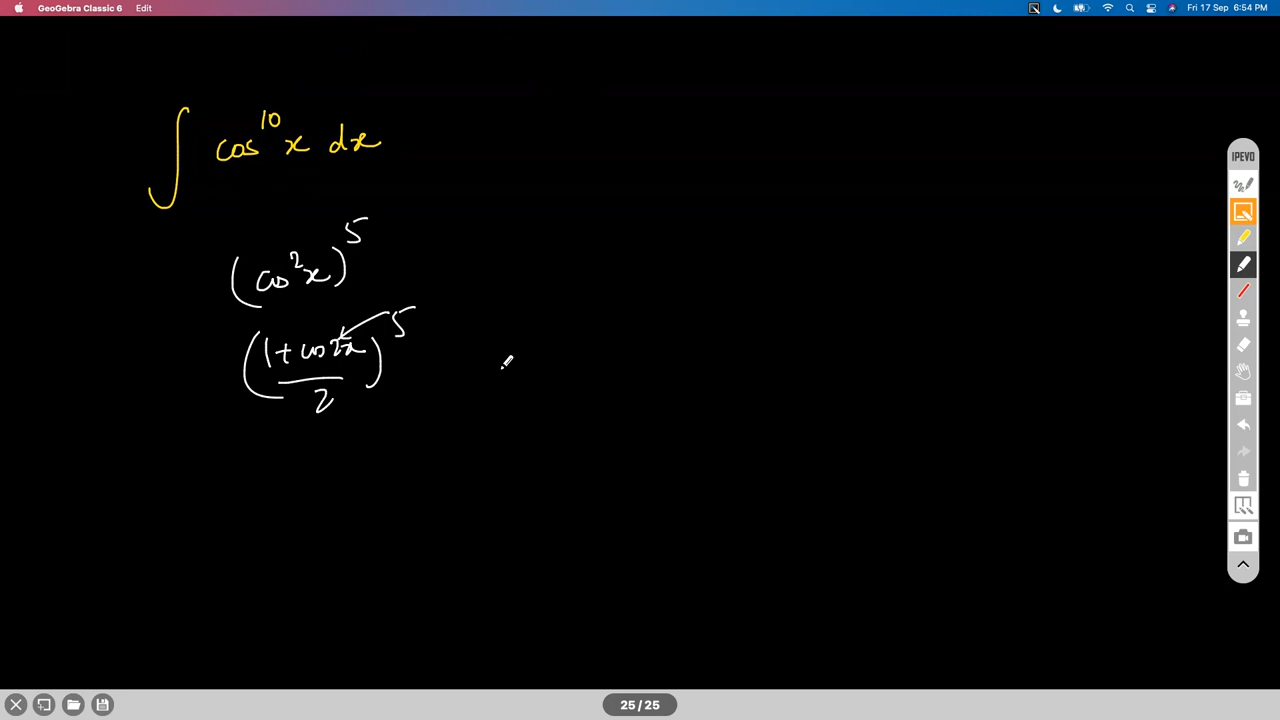 GeoGebra Classic 6 Edit Fri 17 Sep 6:54 PM
∫ cos¹⁰ x dx
(cos² x)⁵
((1 + cos 2x)/2)⁵
IPEVO
25 / 25